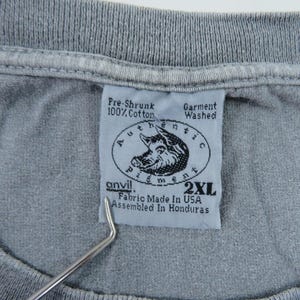 Pre-Shrunk Garment
100% Cotton Washed
Authentic
Pigment
anvil. 2XL
Fabric Made In USA
Assembled In Honduras